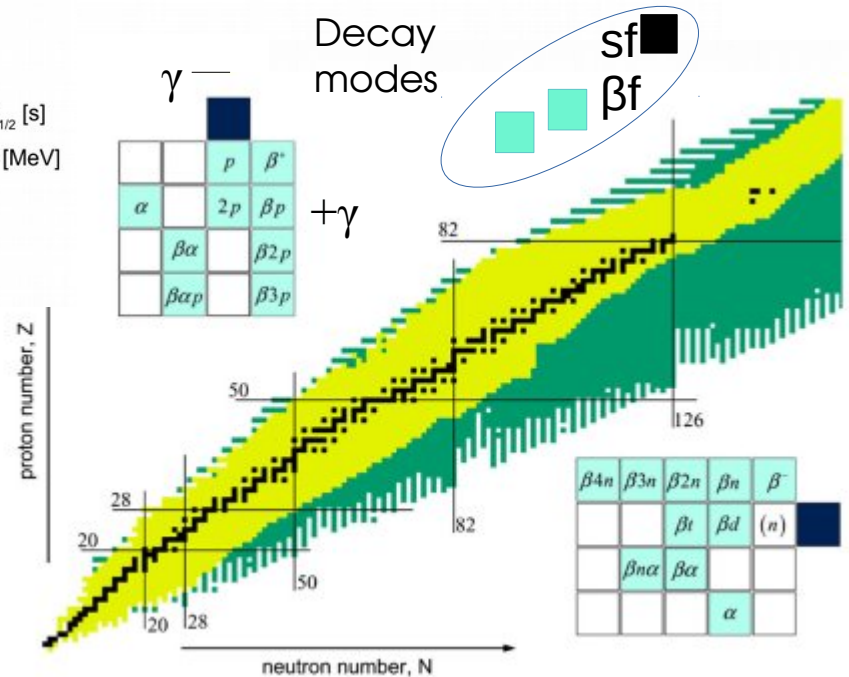 Decay
modes
sf
βf
γ —
1/2 [s]
[MeV]
p β⁺
α 2p βp
+γ
βα β2p
βαp β3p
82
50
28
20
20
28
50
82
126
proton number, Z
neutron number, N
β4n β3n β2n βn β⁻
βt βd (n)
βnα βα
α